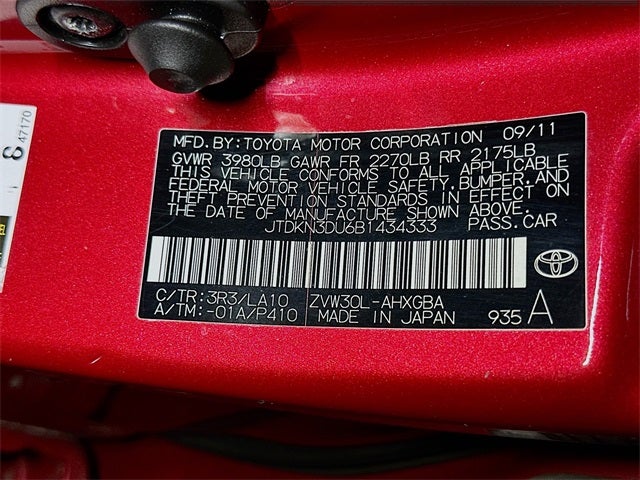 MFD.BY:TOYOTA MOTOR CORPORATION 09/11
GVWR 3980LB GAWR FR 2270LB RR 2175LB
THIS VEHICLE CONFORMS TO ALL APPLICABLE
FEDERAL MOTOR VEHICLE SAFETY,BUMPER,AND
THEFT PREVENTION STANDARDS IN EFFECT ON
THE DATE OF MANUFACTURE SHOWN ABOVE.
JTDKN3DU6B1434333 PASS.CAR
C/TR:3R3/LA10 ZVW30L-AHXGBA
A/TM:-01A/P410 MADE IN JAPAN 935 A
47170
8